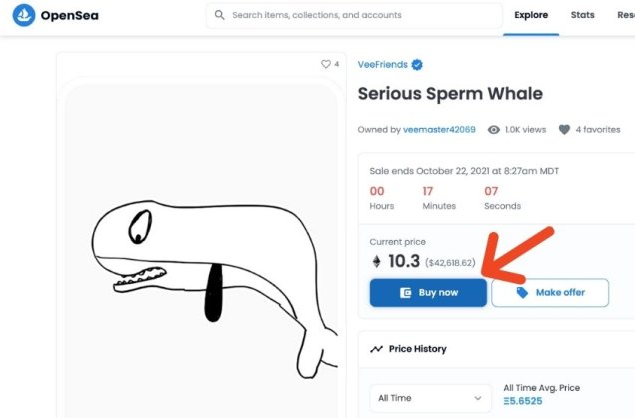 OpenSea
Search items, collections, and accounts
Explore
Stats
4
VeeFriends
Serious Sperm Whale
Owned by veemaster42069
1.0K views
4 favorites
Sale ends October 22, 2021 at 8:27am MDT
00 17 07
Hours Minutes Seconds
Current price
10.3 ($42,618.62)
Buy now
Make offer
Price History
All Time
All Time Avg. Price
Ξ5.6525